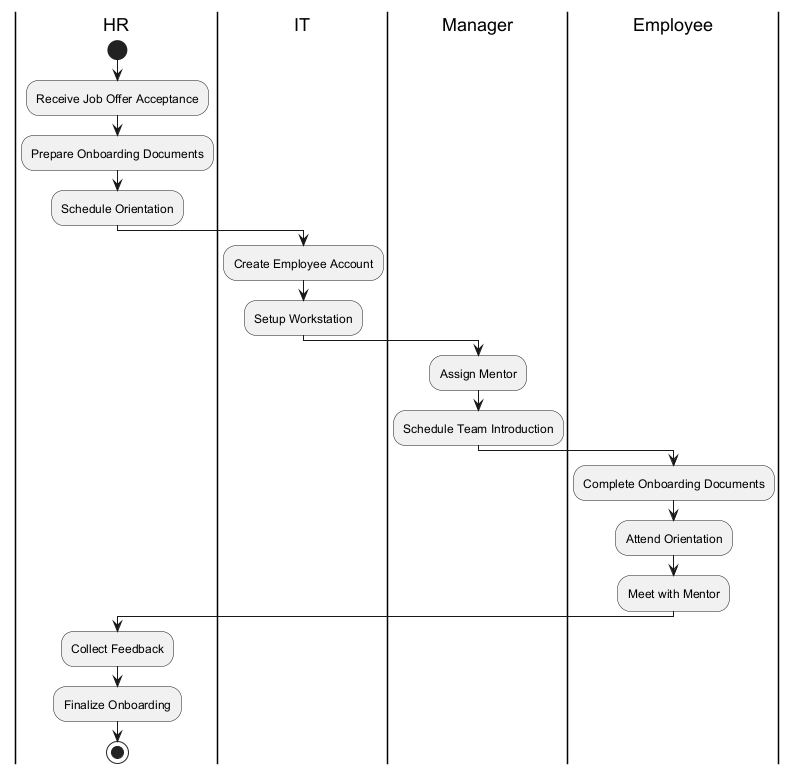 HR
IT
Manager
Employee
Receive Job Offer Acceptance
Prepare Onboarding Documents
Schedule Orientation
Create Employee Account
Setup Workstation
Assign Mentor
Schedule Team Introduction
Complete Onboarding Documents
Attend Orientation
Meet with Mentor
Collect Feedback
Finalize Onboarding